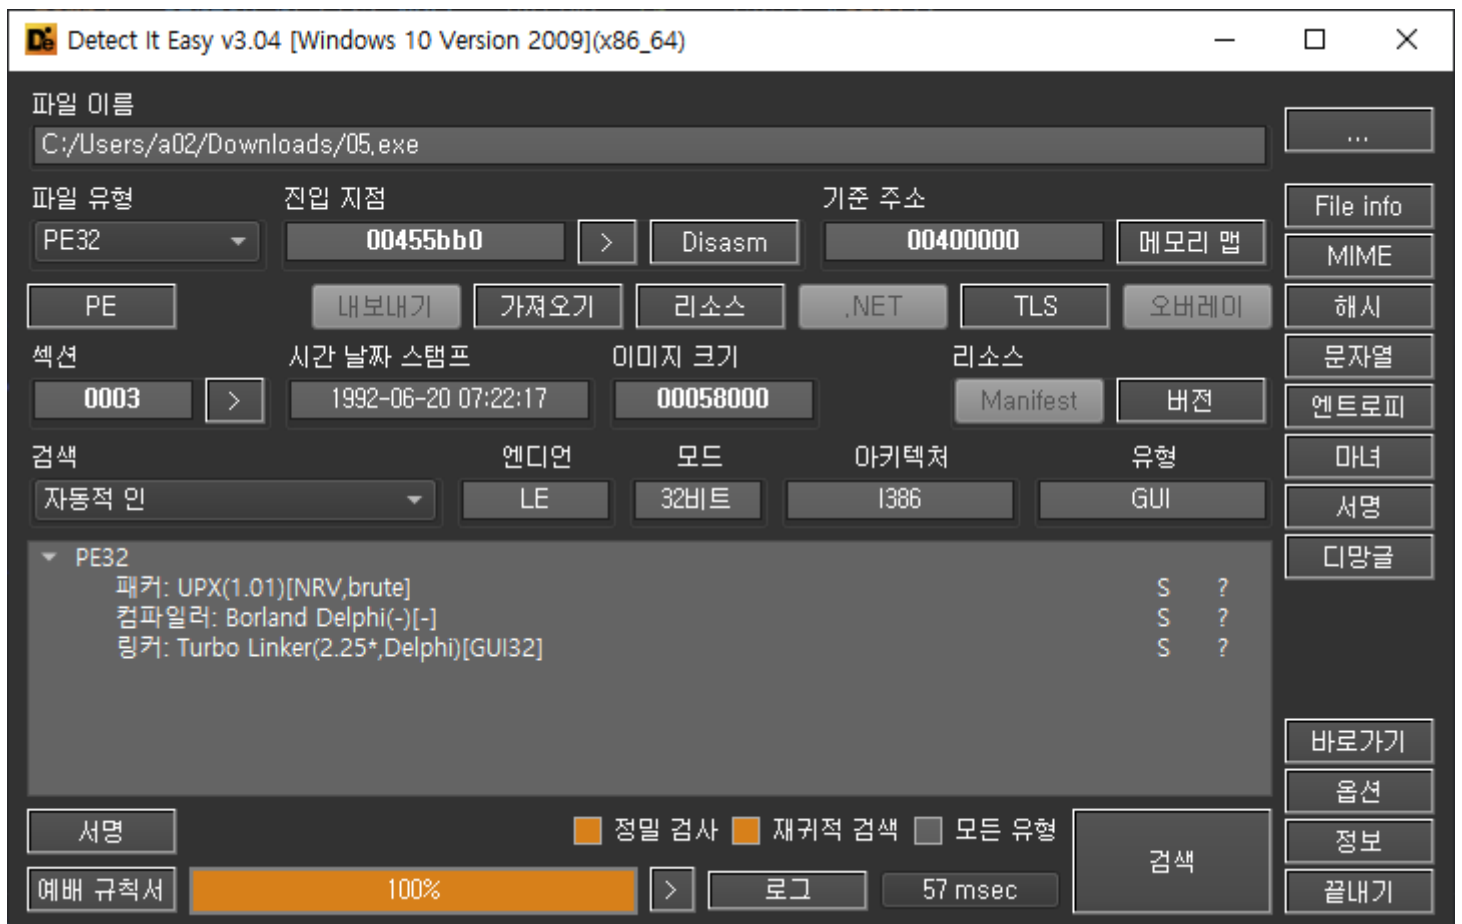 Detect It Easy v3.04 [Windows 10 Version 2009](x86_64)
파일 이름
C:/Users/a02/Downloads/05.exe
...
파일 유형 진입 지점 기준 주소
File info
PE32 00455bb0 > Disasm 00400000 메모리 맵
MIME
PE 내보내기 가져오기 리소스 .NET TLS 오버레이
해시
섹션 시간 날짜 스탬프 이미지 크기 리소스
문자열
0003 > 1992-06-20 07:22:17 00058000 Manifest 버전
엔트로피
검색 엔디언 모드 아키텍처 유형
마녀
자동적 인 LE 32비트 I386 GUI
서명
PE32
디망글
패커: UPX(1.01)[NRV,brute] S ?
컴파일러: Borland Delphi(-)[-] S ?
링커: Turbo Linker(2.25*,Delphi)[GUI32] S ?
바로가기
옵션
서명 정밀 검사 재귀적 검색 모든 유형
정보
검색
예배 규칙서 100% > 로그 57 msec
끝내기